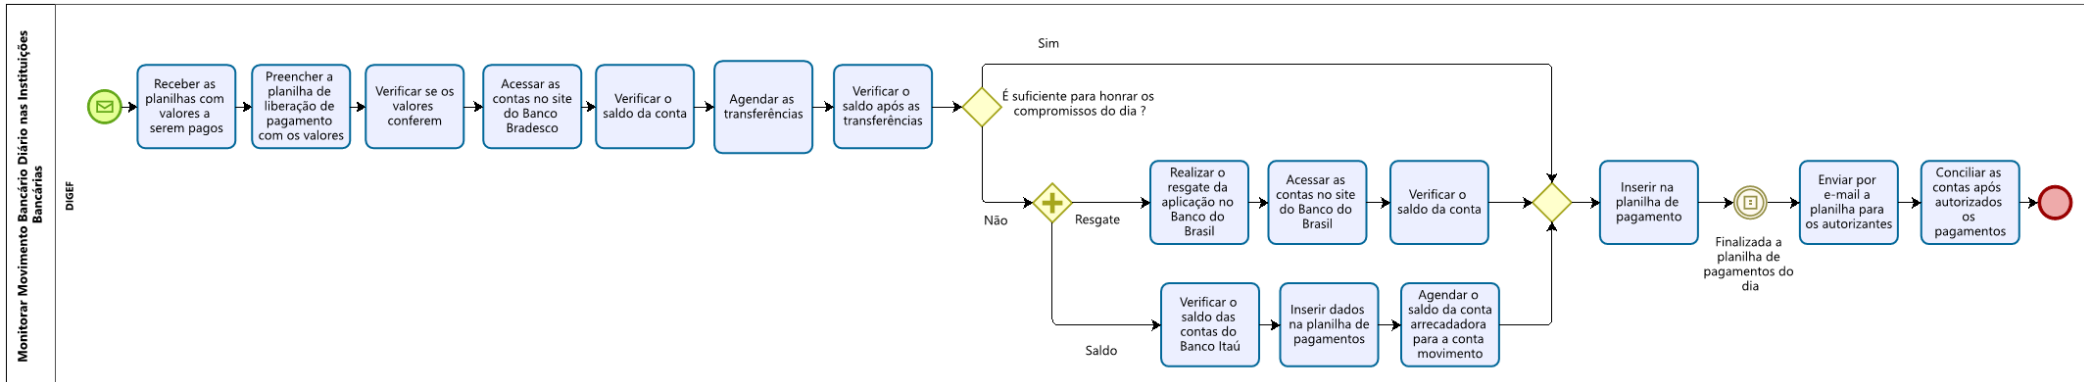 Monitorar Movimento Bancário Diário nas Instituições
Bancárias
DIGEF
Receber as
planilhas com
valores a
serem pagos
Preencher a
planilha de
liberação de
pagamento
com os valores
Verificar se os
valores
conferem
Acessar as
contas no site
do Banco
Bradesco
Verificar o
saldo da conta
Agendar as
transferências
Verificar o
saldo após as
transferências
É suficiente para honrar os
compromissos do dia ?
Sim
Não
Resgate
Realizar o
resgate da
aplicação no
Banco do
Brasil
Acessar as
contas no site
do Banco do
Brasil
Verificar o
saldo da conta
Saldo
Verificar o
saldo das
contas do
Banco Itaú
Inserir dados
na planilha de
pagamentos
Agendar o
saldo da conta
arrecadadora
para a conta
movimento
Inserir na
planilha de
pagamento
Finalizada a
planilha de
pagamentos do
dia
Enviar por
e-mail a
planilha para
os autorizantes
Conciliar as
contas após
autorizados
os
pagamentos